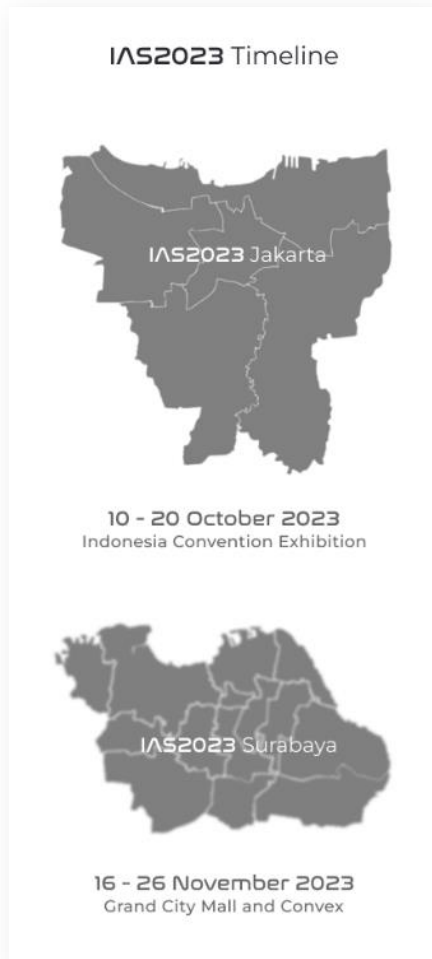 IAS2023 Timeline
IAS2023 Jakarta
10 - 20 October 2023
Indonesia Convention Exhibition
IAS2023 Surabaya
16 - 26 November 2023
Grand City Mall and Convex